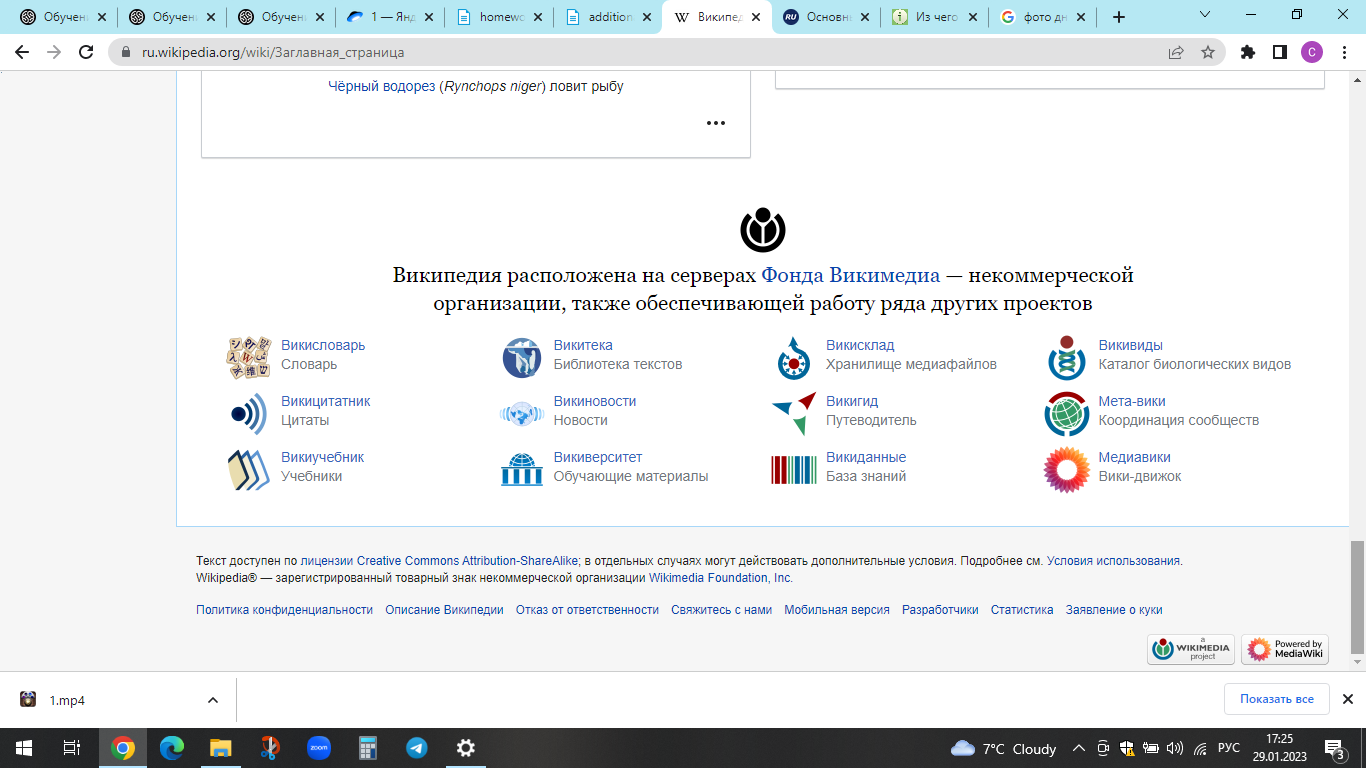 Обучен
Обучен
Обучен
1 — Янд
homewo
addition
Википед
Основн
Из чего
фото дн
ru.wikipedia.org/wiki/Заглавная_страница
С
Чёрный водорез (Rynchops niger) ловит рыбу
Википедия расположена на серверах Фонда Викимедиа — некоммерческой
организации, также обеспечивающей работу ряда других проектов
Викисловарь
Словарь
Викитека
Библиотека текстов
Викисклад
Хранилище медиафайлов
Викивиды
Каталог биологических видов
Викицитатник
Цитаты
Викиновости
Новости
Викигид
Путеводитель
Мета-вики
Координация сообществ
Викиучебник
Учебники
Викиверситет
Обучающие материалы
Викиданные
База знаний
Медиавики
Вики-движок
Текст доступен по лицензии Creative Commons Attribution-ShareAlike; в отдельных случаях могут действовать дополнительные условия. Подробнее см. Условия использования.
Wikipedia® — зарегистрированный товарный знак некоммерческой организации Wikimedia Foundation, Inc.
Политика конфиденциальности Описание Википедии Отказ от ответственности Свяжитесь с нами Мобильная версия Разработчики Статистика Заявление о куки
a
WIKIMEDIA
project
Powered by
MediaWiki
1.mp4
Показать все
zoom
7°C Cloudy
РУС
17:25
29.01.2023
3